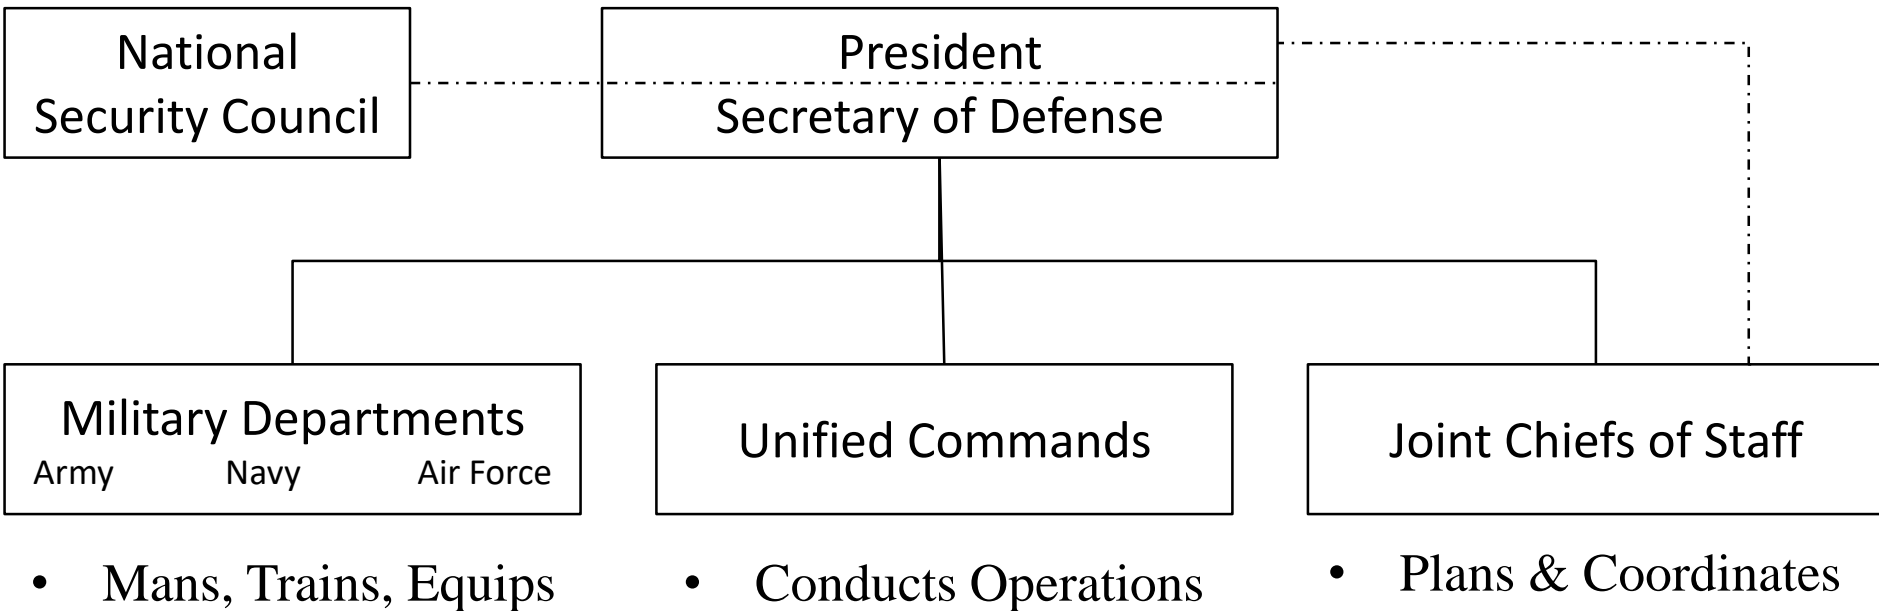 National
Security Council
President
Secretary of Defense
Military Departments
Army Navy Air Force
Unified Commands
Joint Chiefs of Staff
• Mans, Trains, Equips
• Conducts Operations
• Plans & Coordinates